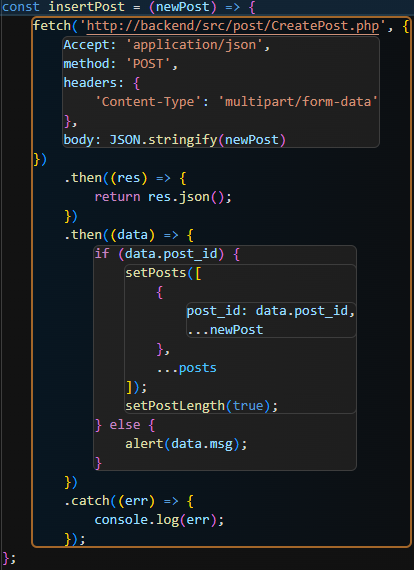 const insertPost = (newPost) => {
fetch('http://backend/src/post/CreatePost.php', {
Accept: 'application/json',
method: 'POST',
headers: {
'Content-Type': 'multipart/form-data'
},
body: JSON.stringify(newPost)
})
.then((res) => {
return res.json();
})
.then((data) => {
if (data.post_id) {
setPosts([
{
post_id: data.post_id,
...newPost
},
...posts
]);
setPostLength(true);
} else {
alert(data.msg);
}
})
.catch((err) => {
console.log(err);
});
};